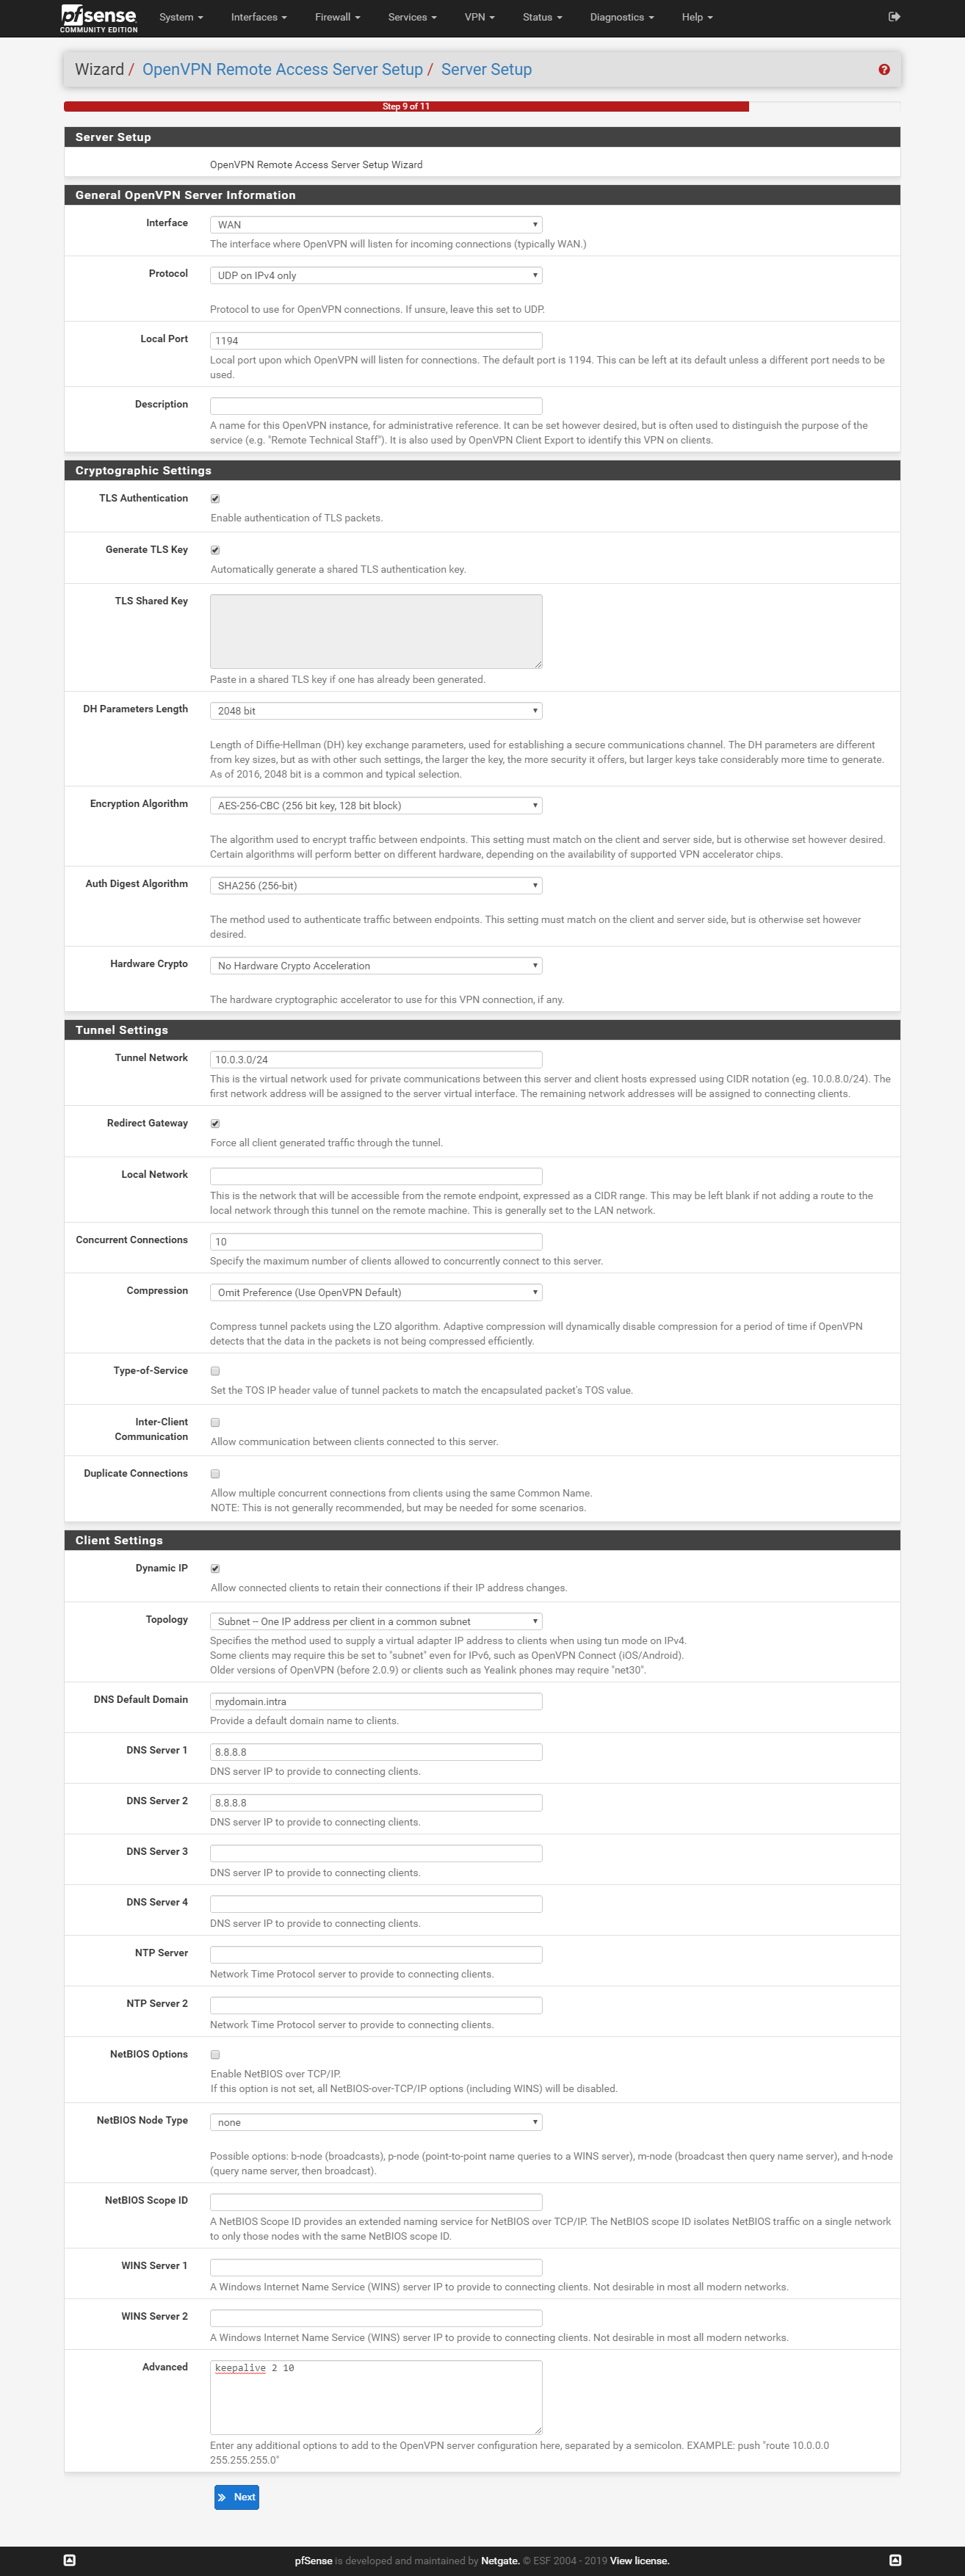 pfsense
COMMUNITY EDITION
System Interfaces Firewall Services VPN Status Diagnostics Help
Wizard / OpenVPN Remote Access Server Setup / Server Setup
Step 9 of 11
Server Setup
OpenVPN Remote Access Server Setup Wizard
General OpenVPN Server Information
Interface
WAN
The interface where OpenVPN will listen for incoming connections (typically WAN.)
Protocol
UDP on IPv4 only
Protocol to use for OpenVPN connections. If unsure, leave this set to UDP.
Local Port
1194
Local port upon which OpenVPN will listen for connections. The default port is 1194. This can be left at its default unless a different port needs to be
used.
Description
A name for this OpenVPN instance, for administrative reference. It can be set however desired, but is often used to distinguish the purpose of the
service (e.g. "Remote Technical Staff"). It is also used by OpenVPN Client Export to identify this VPN on clients.
Cryptographic Settings
TLS Authentication
Enable authentication of TLS packets.
Generate TLS Key
Automatically generate a shared TLS authentication key.
TLS Shared Key
Paste in a shared TLS key if one has already been generated.
DH Parameters Length
2048 bit
Length of Diffie-Hellman (DH) key exchange parameters, used for establishing a secure communications channel. The DH parameters are different
from key sizes, but as with other such settings, the larger the key, the more security it offers, but larger keys take considerably more time to generate.
As of 2016, 2048 bit is a common and typical selection.
Encryption Algorithm
AES-256-CBC (256 bit key, 128 bit block)
The algorithm used to encrypt traffic between endpoints. This setting must match on the client and server side, but is otherwise set however desired.
Certain algorithms will perform better on different hardware, depending on the availability of supported VPN accelerator chips.
Auth Digest Algorithm
SHA256 (256-bit)
The method used to authenticate traffic between endpoints. This setting must match on the client and server side, but is otherwise set however
desired.
Hardware Crypto
No Hardware Crypto Acceleration
The hardware cryptographic accelerator to use for this VPN connection, if any.
Tunnel Settings
Tunnel Network
10.0.3.0/24
This is the virtual network used for private communications between this server and client hosts expressed using CIDR notation (eg. 10.0.8.0/24). The
first network address will be assigned to the server virtual interface. The remaining network addresses will be assigned to connecting clients.
Redirect Gateway
Force all client generated traffic through the tunnel.
Local Network
This is the network that will be accessible from the remote endpoint, expressed as a CIDR range. This may be left blank if not adding a route to the
local network through this tunnel on the remote machine. This is generally set to the LAN network.
Concurrent Connections
10
Specify the maximum number of clients allowed to concurrently connect to this server.
Compression
Omit Preference (Use OpenVPN Default)
Compress tunnel packets using the LZO algorithm. Adaptive compression will dynamically disable compression for a period of time if OpenVPN
detects that the data in the packets is not being compressed efficiently.
Type-of-Service
Set the TOS IP header value of tunnel packets to match the encapsulated packet's TOS value.
Inter-Client
Communication
Allow communication between clients connected to this server.
Duplicate Connections
Allow multiple concurrent connections from clients using the same Common Name.
NOTE: This is not generally recommended, but may be needed for some scenarios.
Client Settings
Dynamic IP
Allow connected clients to retain their connections if their IP address changes.
Topology
Subnet -- One IP address per client in a common subnet
Specifies the method used to supply a virtual adapter IP address to clients when using tun mode on IPv4.
Some clients may require this be set to "subnet" even for IPv6, such as OpenVPN Connect (iOS/Android).
Older versions of OpenVPN (before 2.0.9) or clients such as Yealink phones may require "net30".
DNS Default Domain
mydomain.intra
Provide a default domain name to clients.
DNS Server 1
8.8.8.8
DNS server IP to provide to connecting clients.
DNS Server 2
8.8.8.8
DNS server IP to provide to connecting clients.
DNS Server 3
DNS server IP to provide to connecting clients.
DNS Server 4
DNS server IP to provide to connecting clients.
NTP Server
Network Time Protocol server to provide to connecting clients.
NTP Server 2
Network Time Protocol server to provide to connecting clients.
NetBIOS Options
Enable NetBIOS over TCP/IP.
If this option is not set, all NetBIOS-over-TCP/IP options (including WINS) will be disabled.
NetBIOS Node Type
none
Possible options: b-node (broadcasts), p-node (point-to-point name queries to a WINS server), m-node (broadcast then query name server), and h-node
(query name server, then broadcast).
NetBIOS Scope ID
A NetBIOS Scope ID provides an extended naming service for NetBIOS over TCP/IP. The NetBIOS scope ID isolates NetBIOS traffic on a single network
to only those nodes with the same NetBIOS scope ID.
WINS Server 1
A Windows Internet Name Service (WINS) server IP to provide to connecting clients. Not desirable in most all modern networks.
WINS Server 2
A Windows Internet Name Service (WINS) server IP to provide to connecting clients. Not desirable in most all modern networks.
Advanced
keepalive 2 10
Enter any additional options to add to the OpenVPN server configuration here, separated by a semicolon. EXAMPLE: push "route 10.0.0.0
255.255.255.0"
Next
pfSense is developed and maintained by Netgate. © ESF 2004 - 2019 View license.